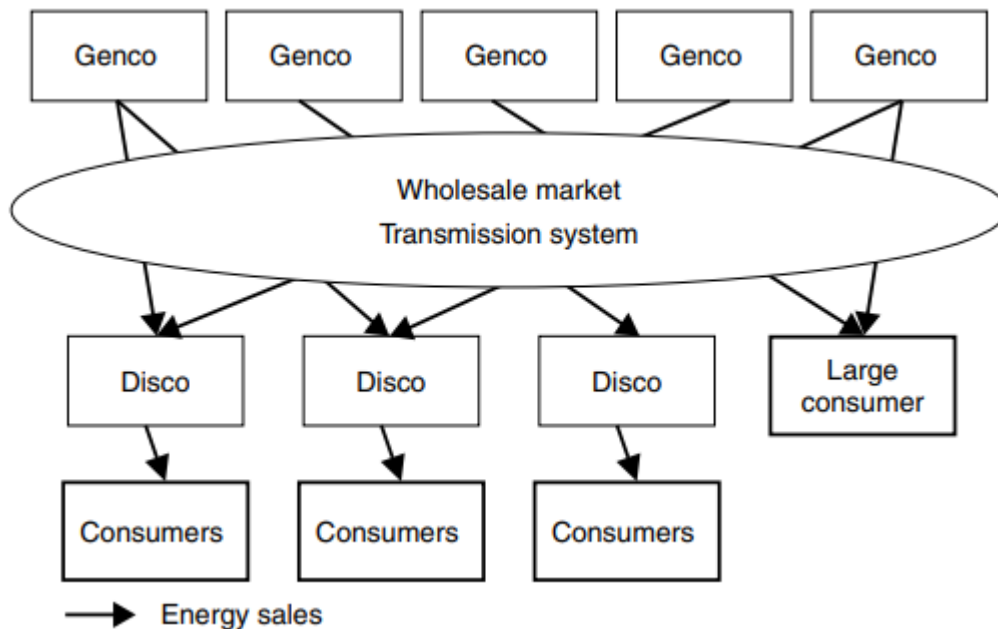 Genco
Genco
Genco
Genco
Genco
Wholesale market
Transmission system
Disco
Disco
Disco
Large
consumer
Consumers
Consumers
Consumers
Energy sales